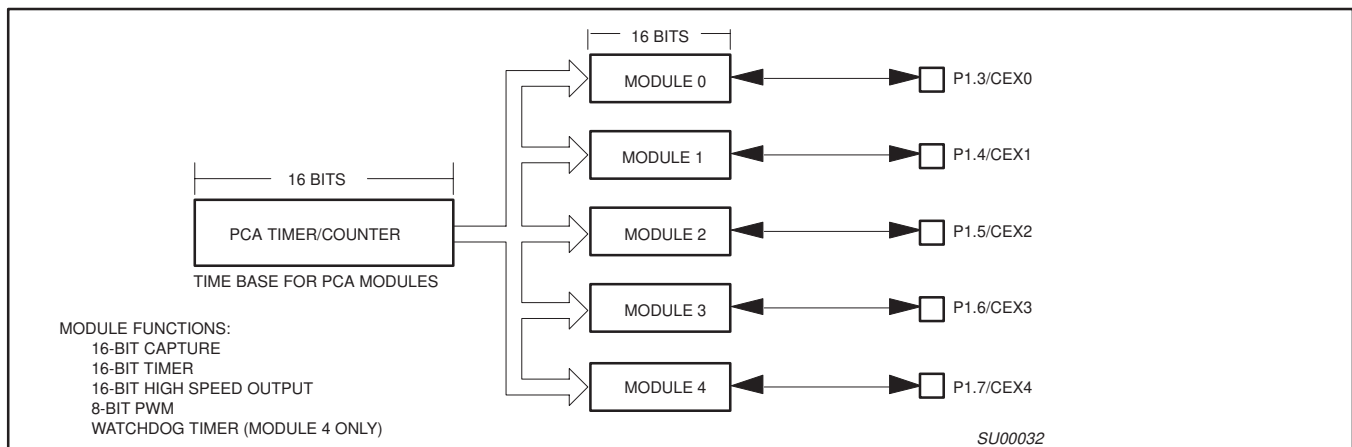 16 BITS
MODULE 0
P1.3/CEX0
MODULE 1
P1.4/CEX1
16 BITS
PCA TIMER/COUNTER
MODULE 2
P1.5/CEX2
TIME BASE FOR PCA MODULES
MODULE 3
P1.6/CEX3
MODULE FUNCTIONS:
16-BIT CAPTURE
16-BIT TIMER
16-BIT HIGH SPEED OUTPUT
8-BIT PWM
WATCHDOG TIMER (MODULE 4 ONLY)
MODULE 4
P1.7/CEX4
SU00032